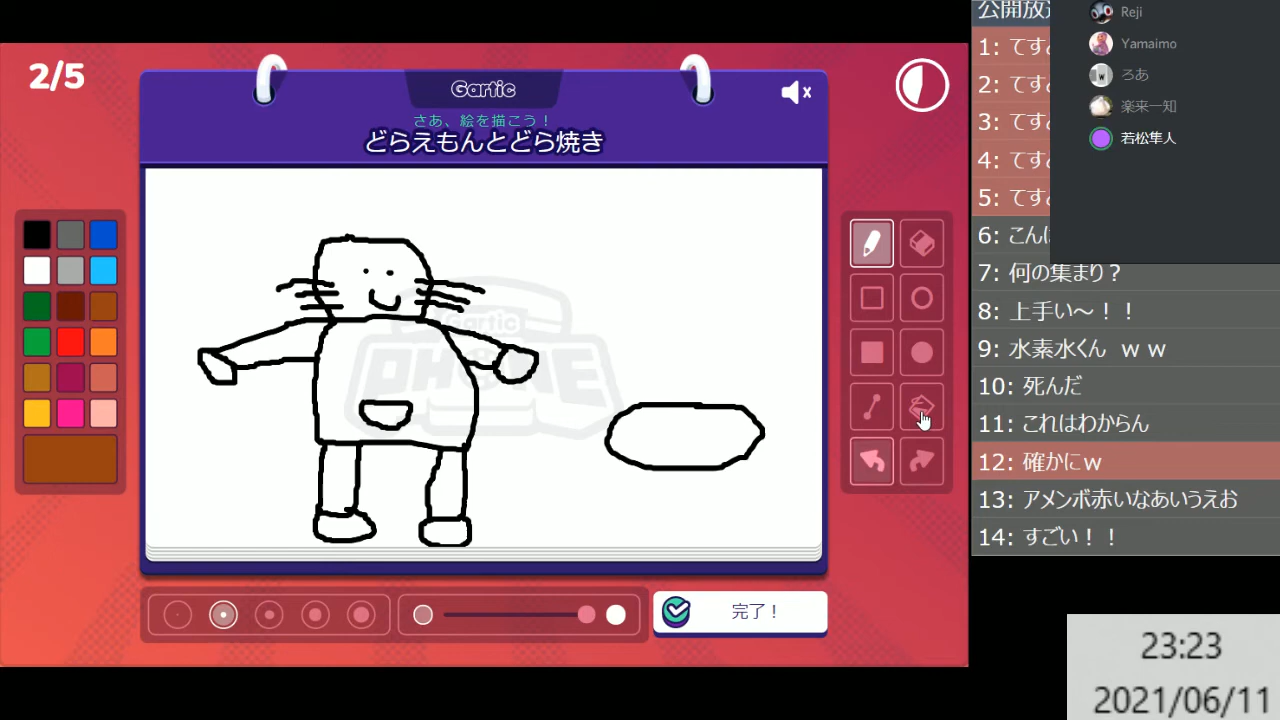 2/5
Gartic
さあ、絵を描こう！
どらえもんとどら焼き
Gartic
PHONE
完了！
公開放送
1: てす
2: てす
3: てす
4: てす
5: てす
6: こん
7: 何の集まり？
8: 上手い～！！
9: 水素水くん ｗｗ
10: 死んだ
11: これはわからん
12: 確かにｗ
13: アメンボ赤いなあいうえお
14: すごい！！
Reji
Yamaimo
ろあ
楽来一知
若松隼人
23:23
2021/06/11